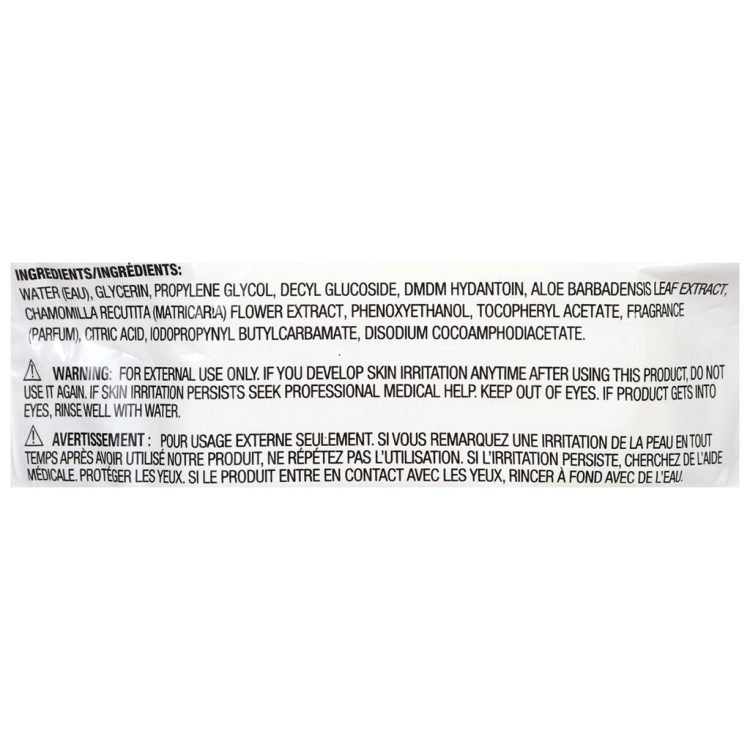 INGREDIENTS/INGRÉDIENTS:
WATER (EAU), GLYCERIN, PROPYLENE GLYCOL, DECYL GLUCOSIDE, DMDM HYDANTOIN, ALOE BARBADENSIS LEAF EXTRACT,
CHAMOMILLA RECUTITA (MATRICARIA) FLOWER EXTRACT, PHENOXYETHANOL, TOCOPHERYL ACETATE, FRAGRANCE
(PARFUM), CITRIC ACID, IODOPROPYNYL BUTYLCARBAMATE, DISODIUM COCOAMPHODIACETATE.
⚠ WARNING: FOR EXTERNAL USE ONLY. IF YOU DEVELOP SKIN IRRITATION ANYTIME AFTER USING THIS PRODUCT, DO NOT
USE IT AGAIN. IF SKIN IRRITATION PERSISTS SEEK PROFESSIONAL MEDICAL HELP. KEEP OUT OF EYES. IF PRODUCT GETS INTO
EYES, RINSE WELL WITH WATER.
⚠ AVERTISSEMENT : POUR USAGE EXTERNE SEULEMENT. SI VOUS REMARQUEZ UNE IRRITATION DE LA PEAU EN TOUT
TEMPS APRÈS AVOIR UTILISÉ NOTRE PRODUIT, NE RÉPÉTEZ PAS L'UTILISATION. SI L'IRRITATION PERSISTE, CHERCHEZ DE L'AIDE
MÉDICALE. PROTÉGER LES YEUX. SI LE PRODUIT ENTRE EN CONTACT AVEC LES YEUX, RINCER À FOND AVEC DE L'EAU.